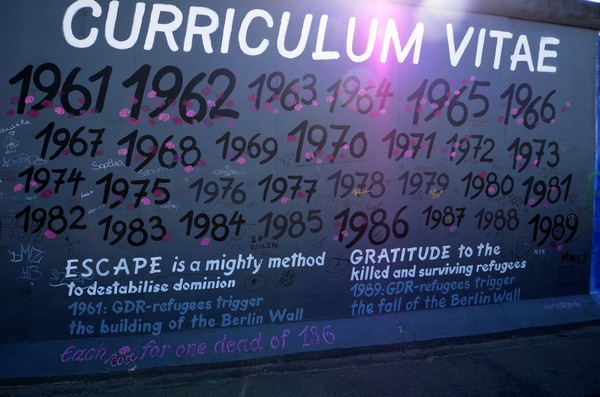 CURRICULUM VITAE
1961 1962 1963 1964 1965 1966
1967 1968 1969 1970 1971 1972 1973
1974 1975 1976 1977 1978 1979 1980 1981
1982 1983 1984 1985 1986 1987 1988 1989
ESCAPE is a mighty method
to destabilise dominion
1961: GDR-refugees trigger
the building of the Berlin Wall
GRATITUDE to the
killed and surviving refugees
1989: GDR-refugees trigger
the fall of the Berlin Wall
Each rose for one dead of 136
Sophia